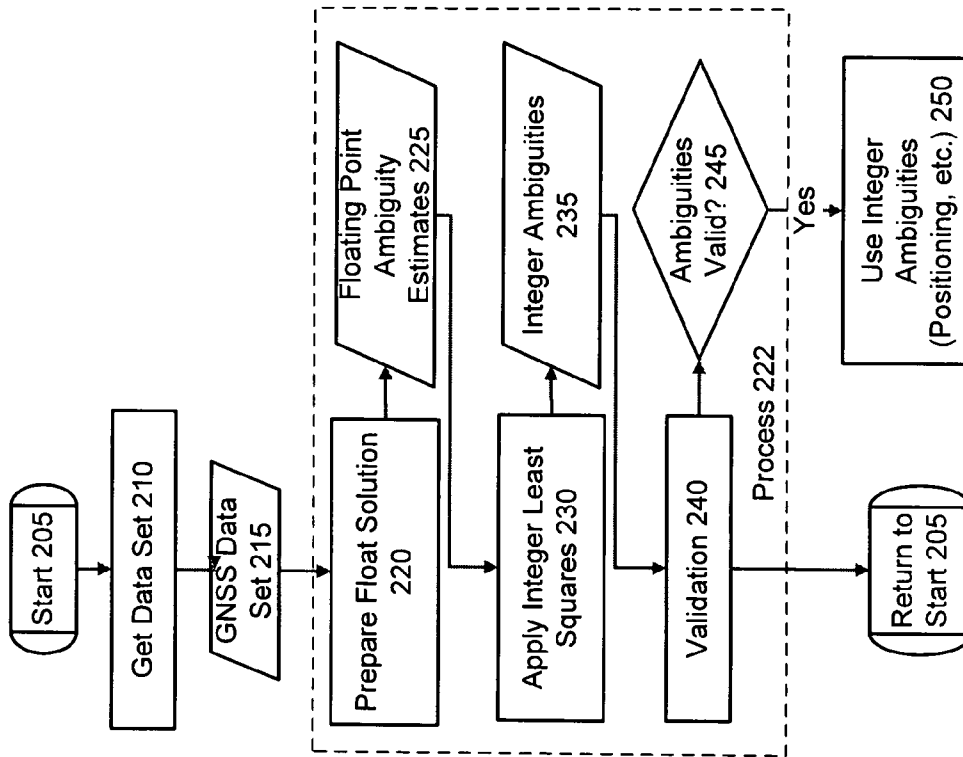 Start 205
Get Data Set 210
GNSS Data
Set 215
Prepare Float Solution
220
Floating Point
Ambiguity
Estimates 225
Apply Integer Least
Squares 230
Integer Ambiguities
235
Validation 240
Ambiguities
Valid? 245
Process 222
Yes
Return to
Start 205
Use Integer
Ambiguities
(Positioning, etc.) 250